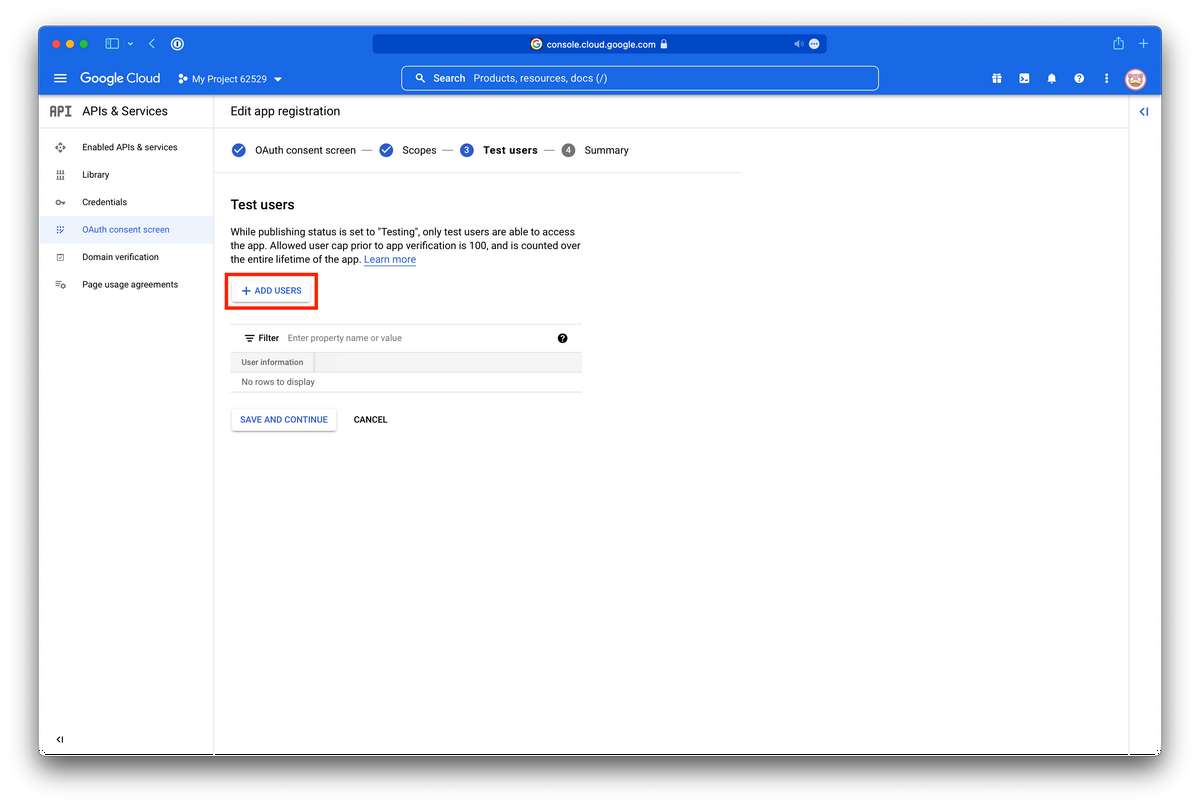 console.cloud.google.com
Google Cloud
My Project 62529
Search Products, resources, docs (/)
API APIs & Services
Edit app registration
Enabled APIs & services
Library
Credentials
OAuth consent screen
Domain verification
Page usage agreements
OAuth consent screen — Scopes — 3 Test users — 4 Summary
Test users
While publishing status is set to "Testing", only test users are able to access
the app. Allowed user cap prior to app verification is 100, and is counted over
the entire lifetime of the app. Learn more
+ ADD USERS
Filter Enter property name or value
User information
No rows to display
SAVE AND CONTINUE CANCEL